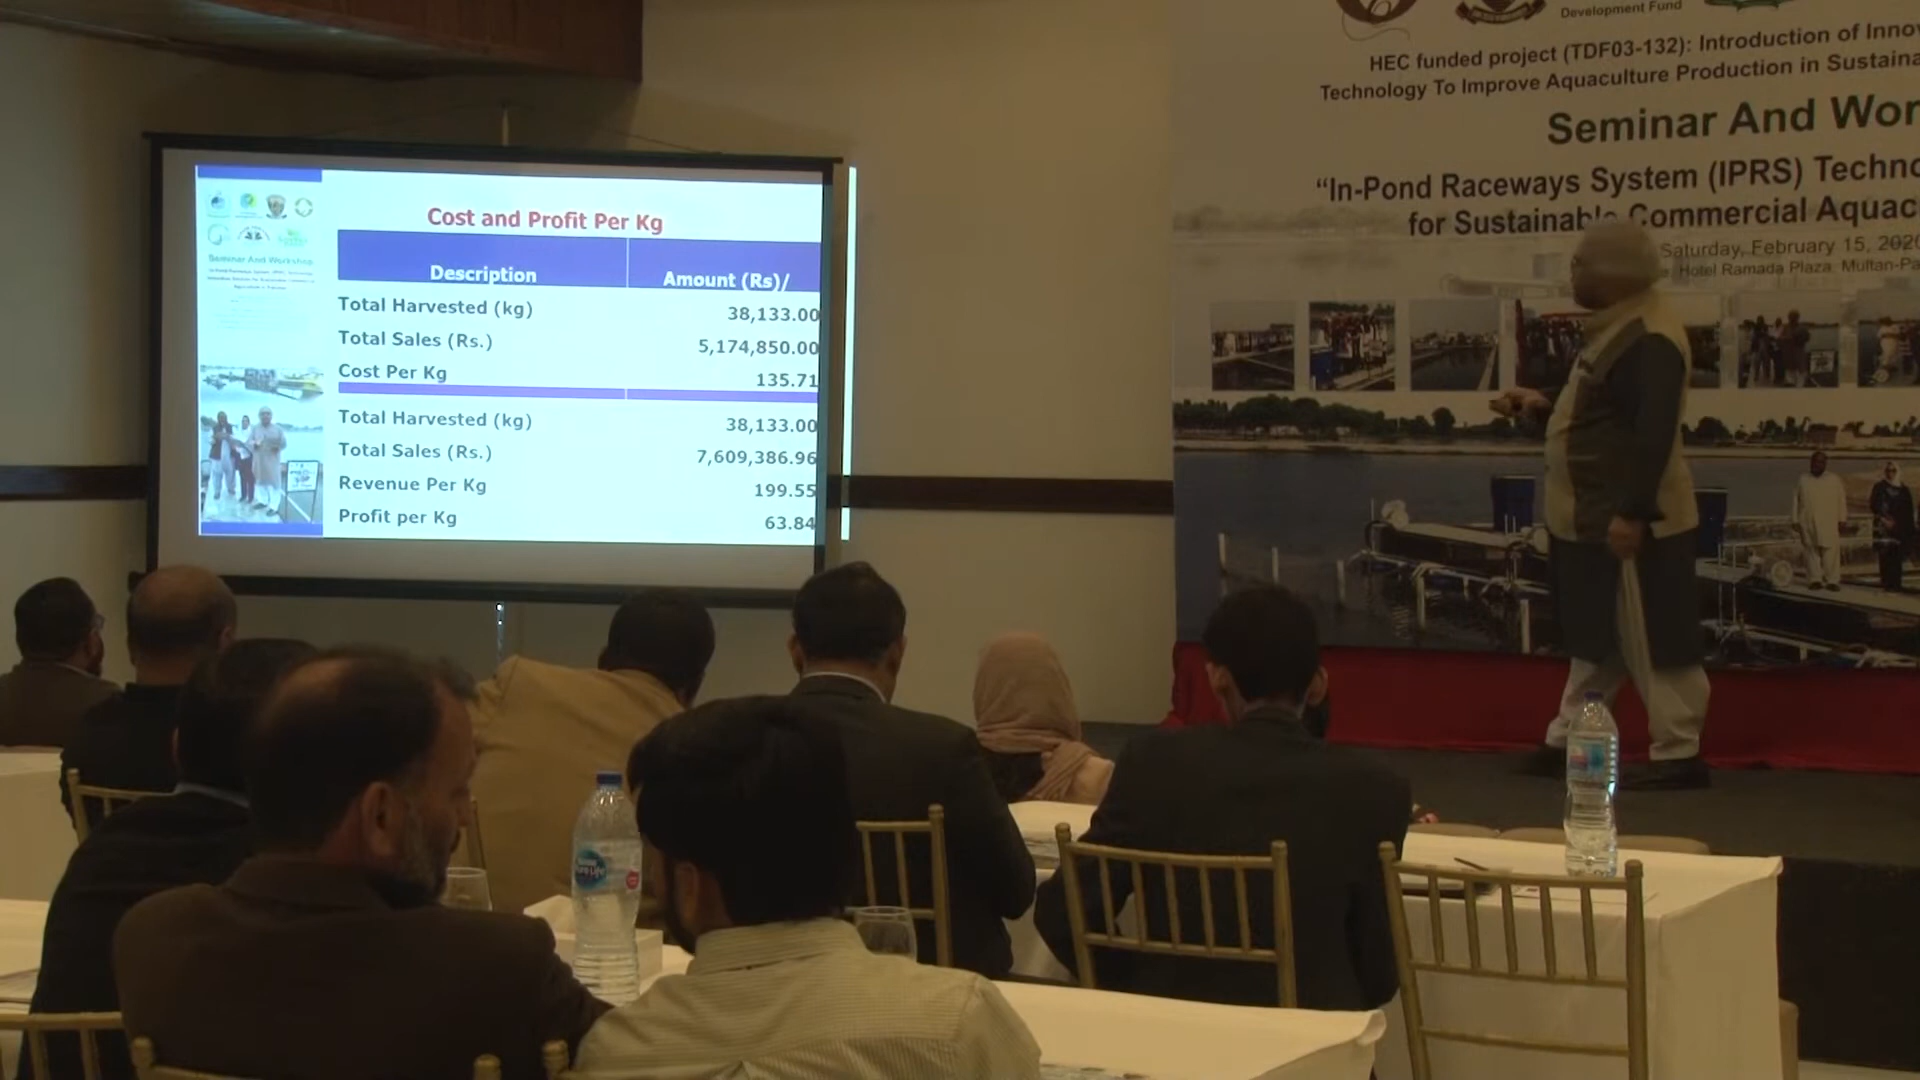 Cost and Profit Per Kg
Description Amount (Rs)/
Total Harvested (kg) 38,133.00
Total Sales (Rs.) 5,174,850.00
Cost Per Kg 135.71
Total Harvested (kg) 38,133.00
Total Sales (Rs.) 7,609,386.96
Revenue Per Kg 199.55
Profit per Kg 63.84
Seminar And Workshop
Development Fund
HEC funded project (TDF03-132): Introduction of Innov
Technology To Improve Aquaculture Production in Sustaina
Seminar And Wor
“In-Pond Raceways System (IPRS) Techno
for Sustainable Commercial Aquac
Saturday, February 15, 2020
Hotel Ramada Plaza, Multan-Pa